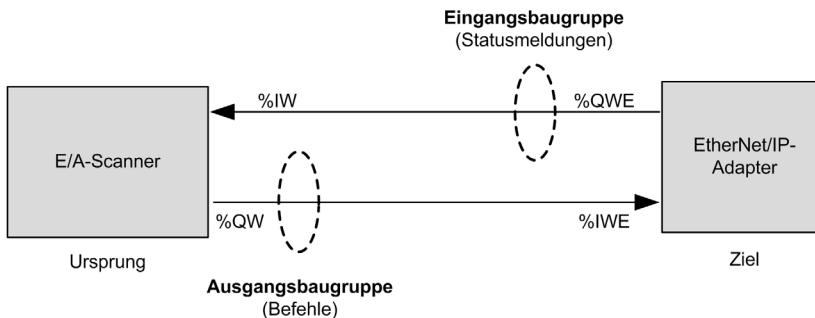 Eingangsbaugruppe
(Statusmeldungen)
%IW
%QWE
E/A-Scanner
EtherNet/IP-
Adapter
%QW
%IWE
Ursprung
Ziel
Ausgangsbaugruppe
(Befehle)